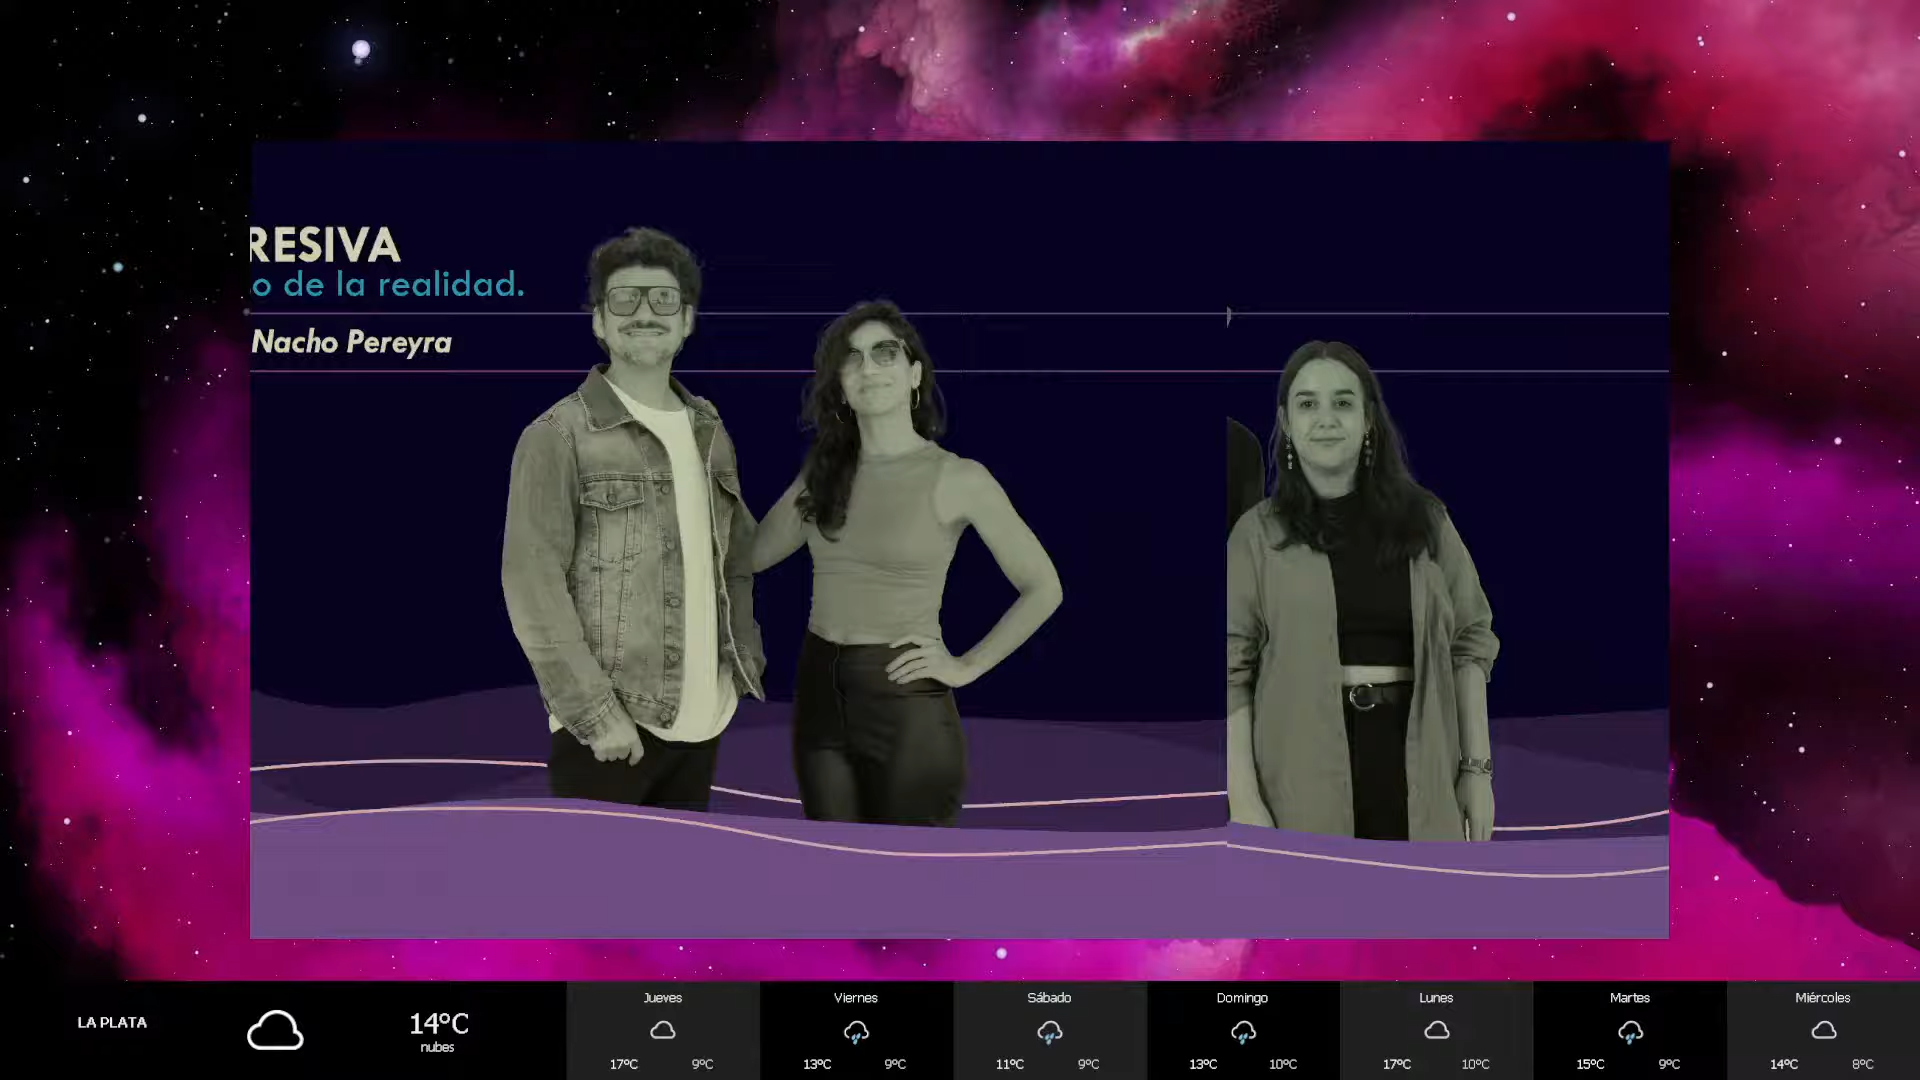 RESIVA
o de la realidad.
Nacho Pereyra
LA PLATA
14°C
nubes
Jueves
17°C 9°C
Viernes
13°C 9°C
Sábado
11°C 9°C
Domingo
13°C 10°C
Lunes
17°C 10°C
Martes
15°C 9°C
Miércoles
14°C 8°C